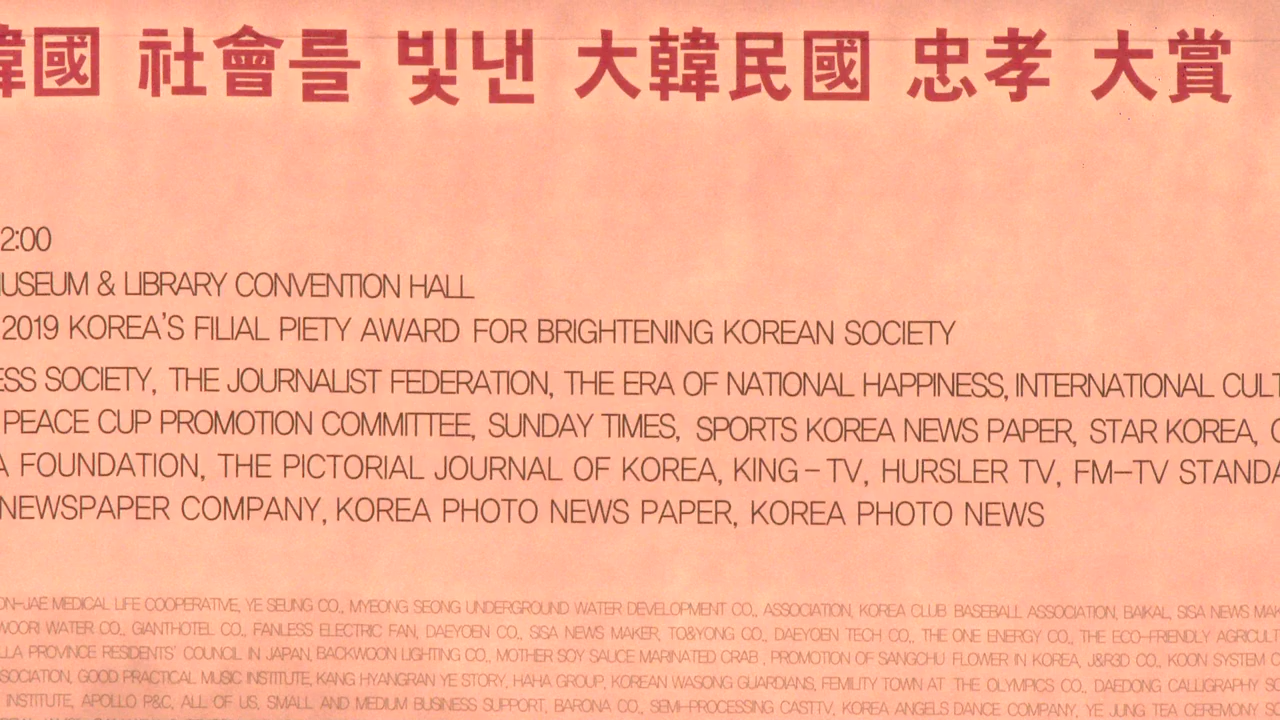 韓國 社會를 빛낸 大韓民國 忠孝 大賞
2:00
MUSEUM & LIBRARY CONVENTION HALL
2019 KOREA'S FILIAL PIETY AWARD FOR BRIGHTENING KOREAN SOCIETY
ESS SOCIETY, THE JOURNALIST FEDERATION, THE ERA OF NATIONAL HAPPINESS, INTERNATIONAL CULT
PEACE CUP PROMOTION COMMITTEE, SUNDAY TIMES, SPORTS KOREA NEWS PAPER, STAR KOREA,
A FOUNDATION, THE PICTORIAL JOURNAL OF KOREA, KING-TV, HURSLER TV, FM-TV STANDA
NEWSPAPER COMPANY, KOREA PHOTO NEWS PAPER, KOREA PHOTO NEWS
ON-JAE MEDICAL LIFE COOPERATIVE, YE SEUNG CO., MYEONG SEONG UNDERGROUND WATER DEVELOPMENT CO., ASSOCIATION, KOREA CLUB BASEBALL ASSOCIATION, BAIKAL, SISA NEWS MAK
WOORI WATER CO., GIANTHOTEL CO., FANLESS ELECTRIC FAN, DAEYOEN CO., SISA NEWS MAKER, TO&YONG CO., DAEYOEN TECH CO., THE ONE ENERGY CO., THE ECO-FRIENDLY AGRICULT
LLA PROVINCE RESIDENTS' COUNCIL IN JAPAN, BACKWOON LIGHTING CO., MOTHER SOY SAUCE MARINATED CRAB , PROMOTION OF SANGCHU FLOWER IN KOREA, J&R3D CO., KOON SYSTEM C
SSOCIATION, GOOD PRACTICAL MUSIC INSTITUTE, KANG HYANGRAN YE STORY, HAHA GROUP, KOREAN WASONG GUARDIANS, FEMILITY TOWN AT THE OLYMPICS CO., DAEDONG CALLIGRAPHY SO
INSTITUTE, APOLLO P&C, ALL OF US, SMALL AND MEDIUM BUSINESS SUPPORT, BARONA CO., SEMI-PROCESSING CASTTV, KOREA ANGELS DANCE COMPANY, YE JUNG TEA CEREMONY SC